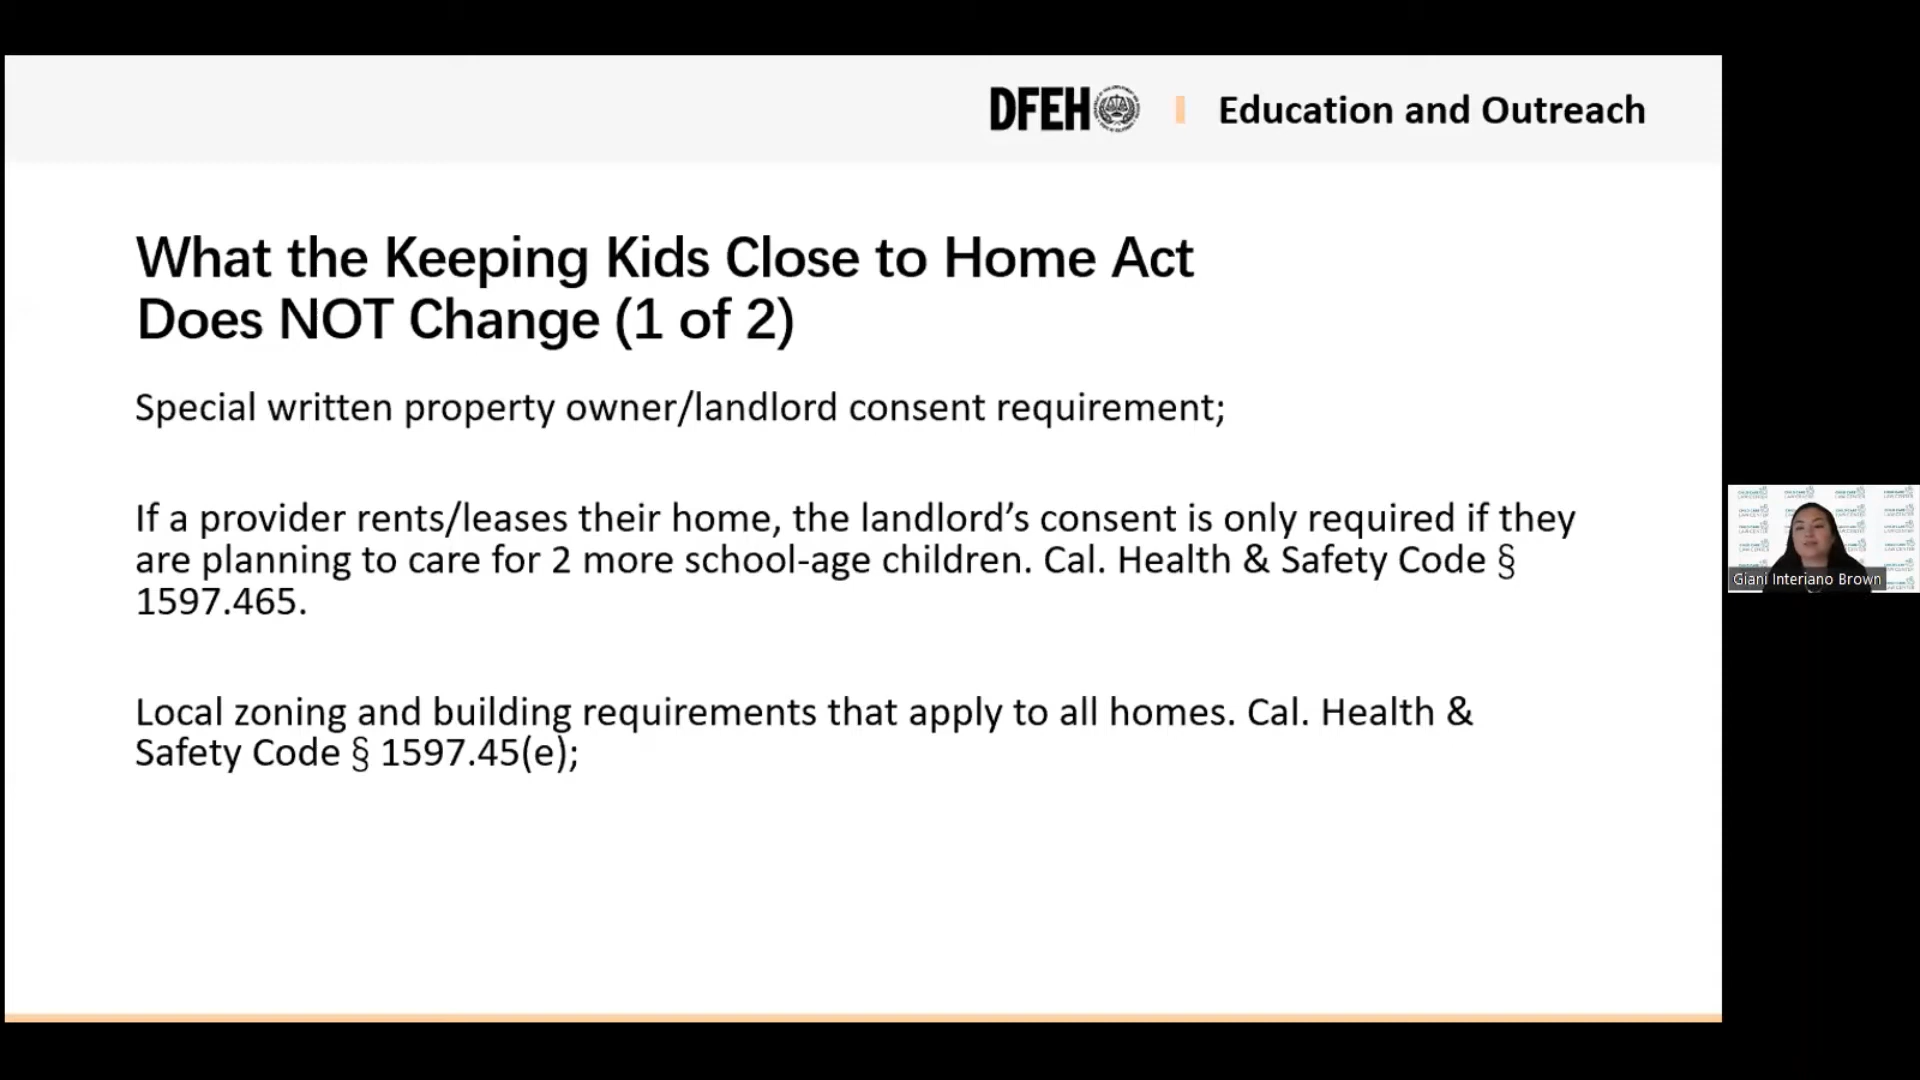 DFEH
Education and Outreach
What the Keeping Kids Close to Home Act
Does NOT Change (1 of 2)
Special written property owner/landlord consent requirement;
If a provider rents/leases their home, the landlord’s consent is only required if they
are planning to care for 2 more school-age children. Cal. Health & Safety Code §
1597.465.
Local zoning and building requirements that apply to all homes. Cal. Health &
Safety Code § 1597.45(e);
Giani Interiano Brown